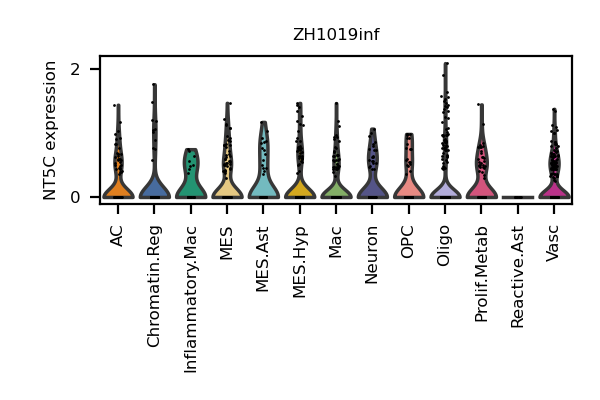 ZH1019inf
NT5C expression
2
0
AC
Chromatin.Reg
Inflammatory.Mac
MES
MES.Ast
MES.Hyp
Mac
Neuron
OPC
Oligo
Prolif.Metab
Reactive.Ast
Vasc